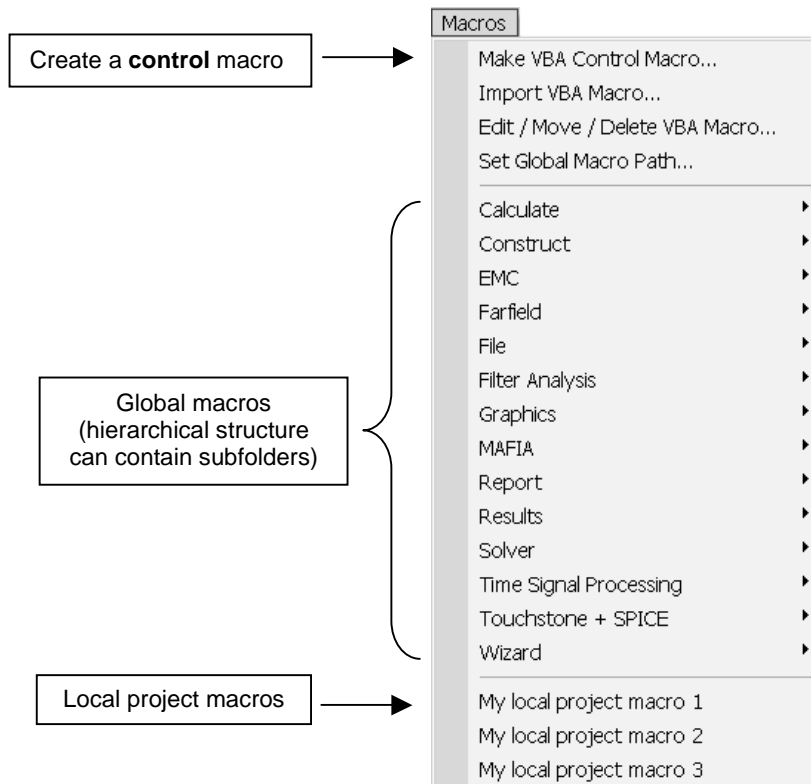 Macros
Create a control macro
Make VBA Control Macro...
Import VBA Macro...
Edit / Move / Delete VBA Macro...
Set Global Macro Path...
Calculate
Construct
EMC
Farfield
File
Filter Analysis
Graphics
MAFIA
Report
Results
Solver
Time Signal Processing
Touchstone + SPICE
Wizard
Global macros
(hierarchical structure
can contain subfolders)
Local project macros
My local project macro 1
My local project macro 2
My local project macro 3